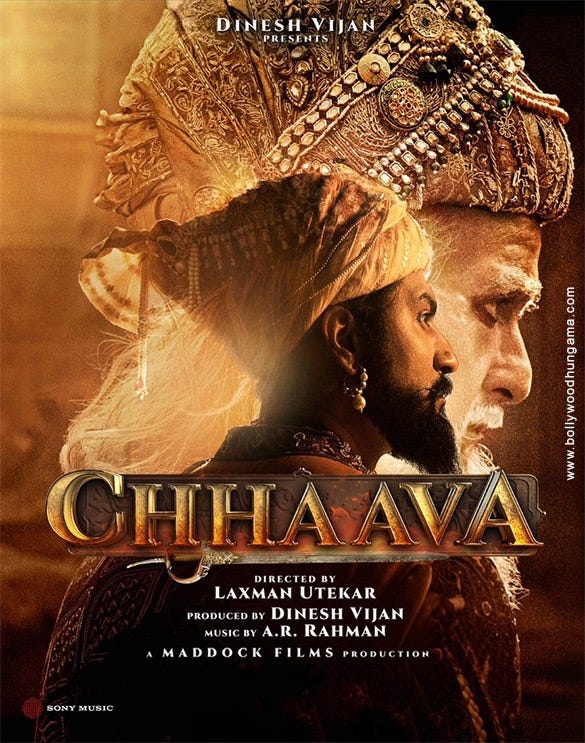 DINESH VIJAN
PRESENTS
www.bollywoodhungama.com
CHHAAVA
DIRECTED BY
LAXMAN UTEKAR
PRODUCED BY DINESH VIJAN
MUSIC BY A.R. RAHMAN
A MADDOCK FILMS PRODUCTION
SONY MUSIC